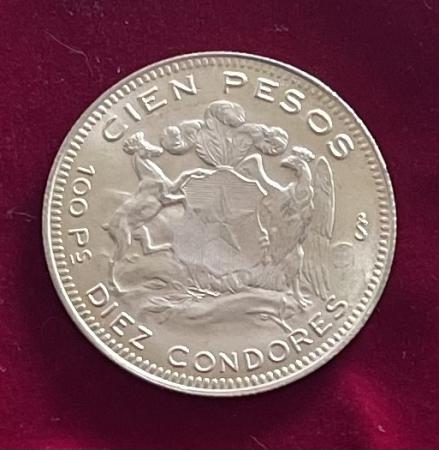 CIEN PESOS
100 Ps
DIEZ CONDORES
S